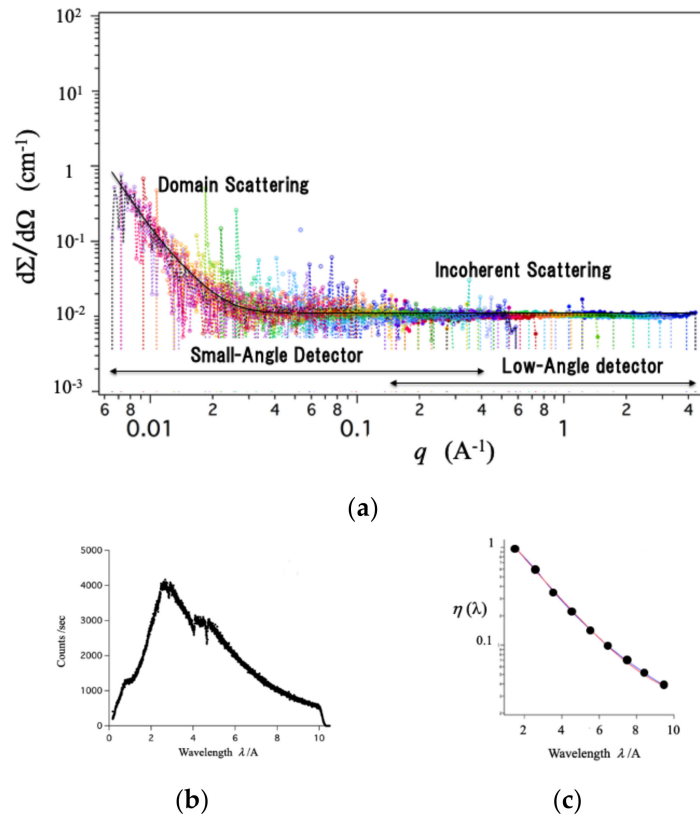 10²
10¹
1
10⁻¹
10⁻²
10⁻³
dΣ/dΩ (cm⁻¹)
Domain Scattering
Incoherent Scattering
Small-Angle Detector
Low-Angle detector
6 8 2 4 6 8 2 4 6 8 2 4
0.01 0.1 1
q (A⁻¹)
(a)
5000
4000
3000
2000
1000
0
Counts /sec
0 2 4 6 8 10
Wavelength λ/A
(b)
1
η(λ)
0.1
2 4 6 8 10
Wavelength λ/A
(c)